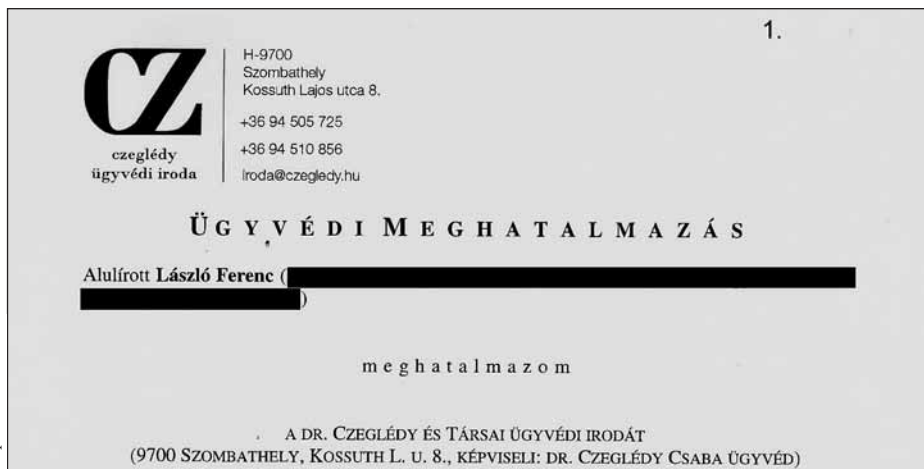 1.
CZ
czeglédy
ügyvédi iroda
H-9700
Szombathely
Kossuth Lajos utca 8.
+36 94 505 725
+36 94 510 856
Iroda@czegledy.hu
ÜGYVÉDI MEGHATALMAZÁS
Alulírott László Ferenc (
)
meghatalmazom
A DR. CZEGLÉDY ÉS TÁRSAI ÜGYVÉDI IRODÁT
(9700 SZOMBATHELY, KOSSUTH L. U. 8., KÉPVISELI: DR. CZEGLÉDY CSABA ÜGYVÉD)